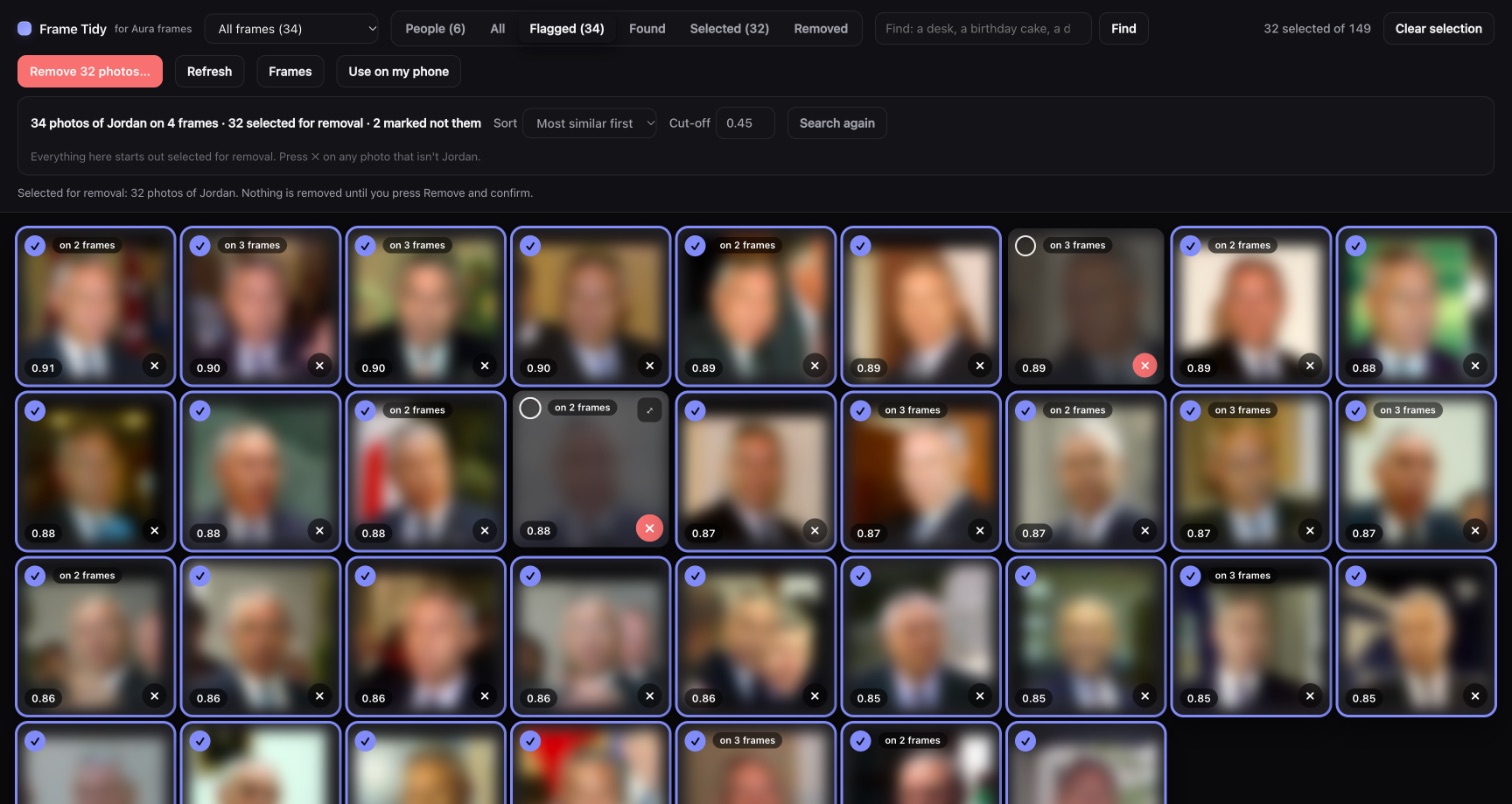 Frame Tidy for Aura frames All frames (34) People (6) All Flagged (34) Found Selected (32) Removed Find: a desk, a birthday cake, a d Find 32 selected of 149 Clear selection
Remove 32 photos... Refresh Frames Use on my phone
34 photos of Jordan on 4 frames · 32 selected for removal · 2 marked not them Sort Most similar first Cut-off 0.45 Search again
Everything here starts out selected for removal. Press ✕ on any photo that isn't Jordan.
Selected for removal: 32 photos of Jordan. Nothing is removed until you press Remove and confirm.
on 2 frames on 3 frames on 3 frames on 2 frames on 3 frames on 2 frames
0.91 0.90 0.90 0.90 0.89 0.89 0.89 0.89 0.88
on 2 frames on 2 frames on 3 frames on 2 frames on 3 frames on 3 frames
0.88 0.88 0.88 0.88 0.87 0.87 0.87 0.87 0.87
on 2 frames on 3 frames
0.86 0.86 0.86 0.86 0.86 0.85 0.85 0.85 0.85
on 3 frames on 2 frames